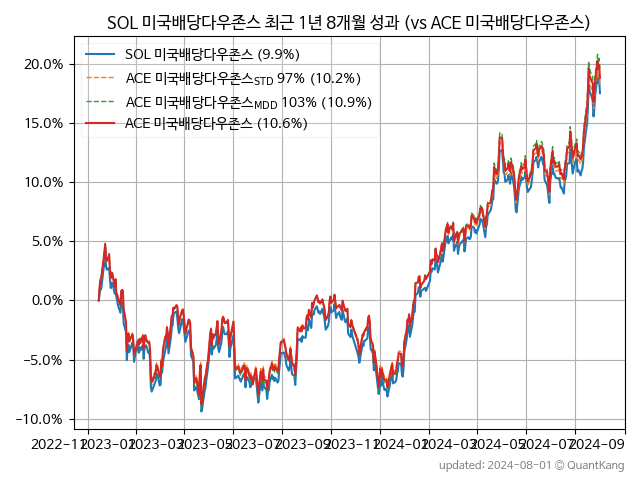 SOL 미국배당다우존스 최근 1년 8개월 성과 (vs ACE 미국배당다우존스)
SOL 미국배당다우존스 (9.9%)
ACE 미국배당다우존스STD 97% (10.2%)
ACE 미국배당다우존스MDD 103% (10.9%)
ACE 미국배당다우존스 (10.6%)
20.0%
15.0%
10.0%
5.0%
0.0%
-5.0%
-10.0%
2022-11 2023-01 2023-03 2023-05 2023-07 2023-09 2023-11 2024-01 2024-03 2024-05 2024-07 2024-09
updated: 2024-08-01 © QuantKang